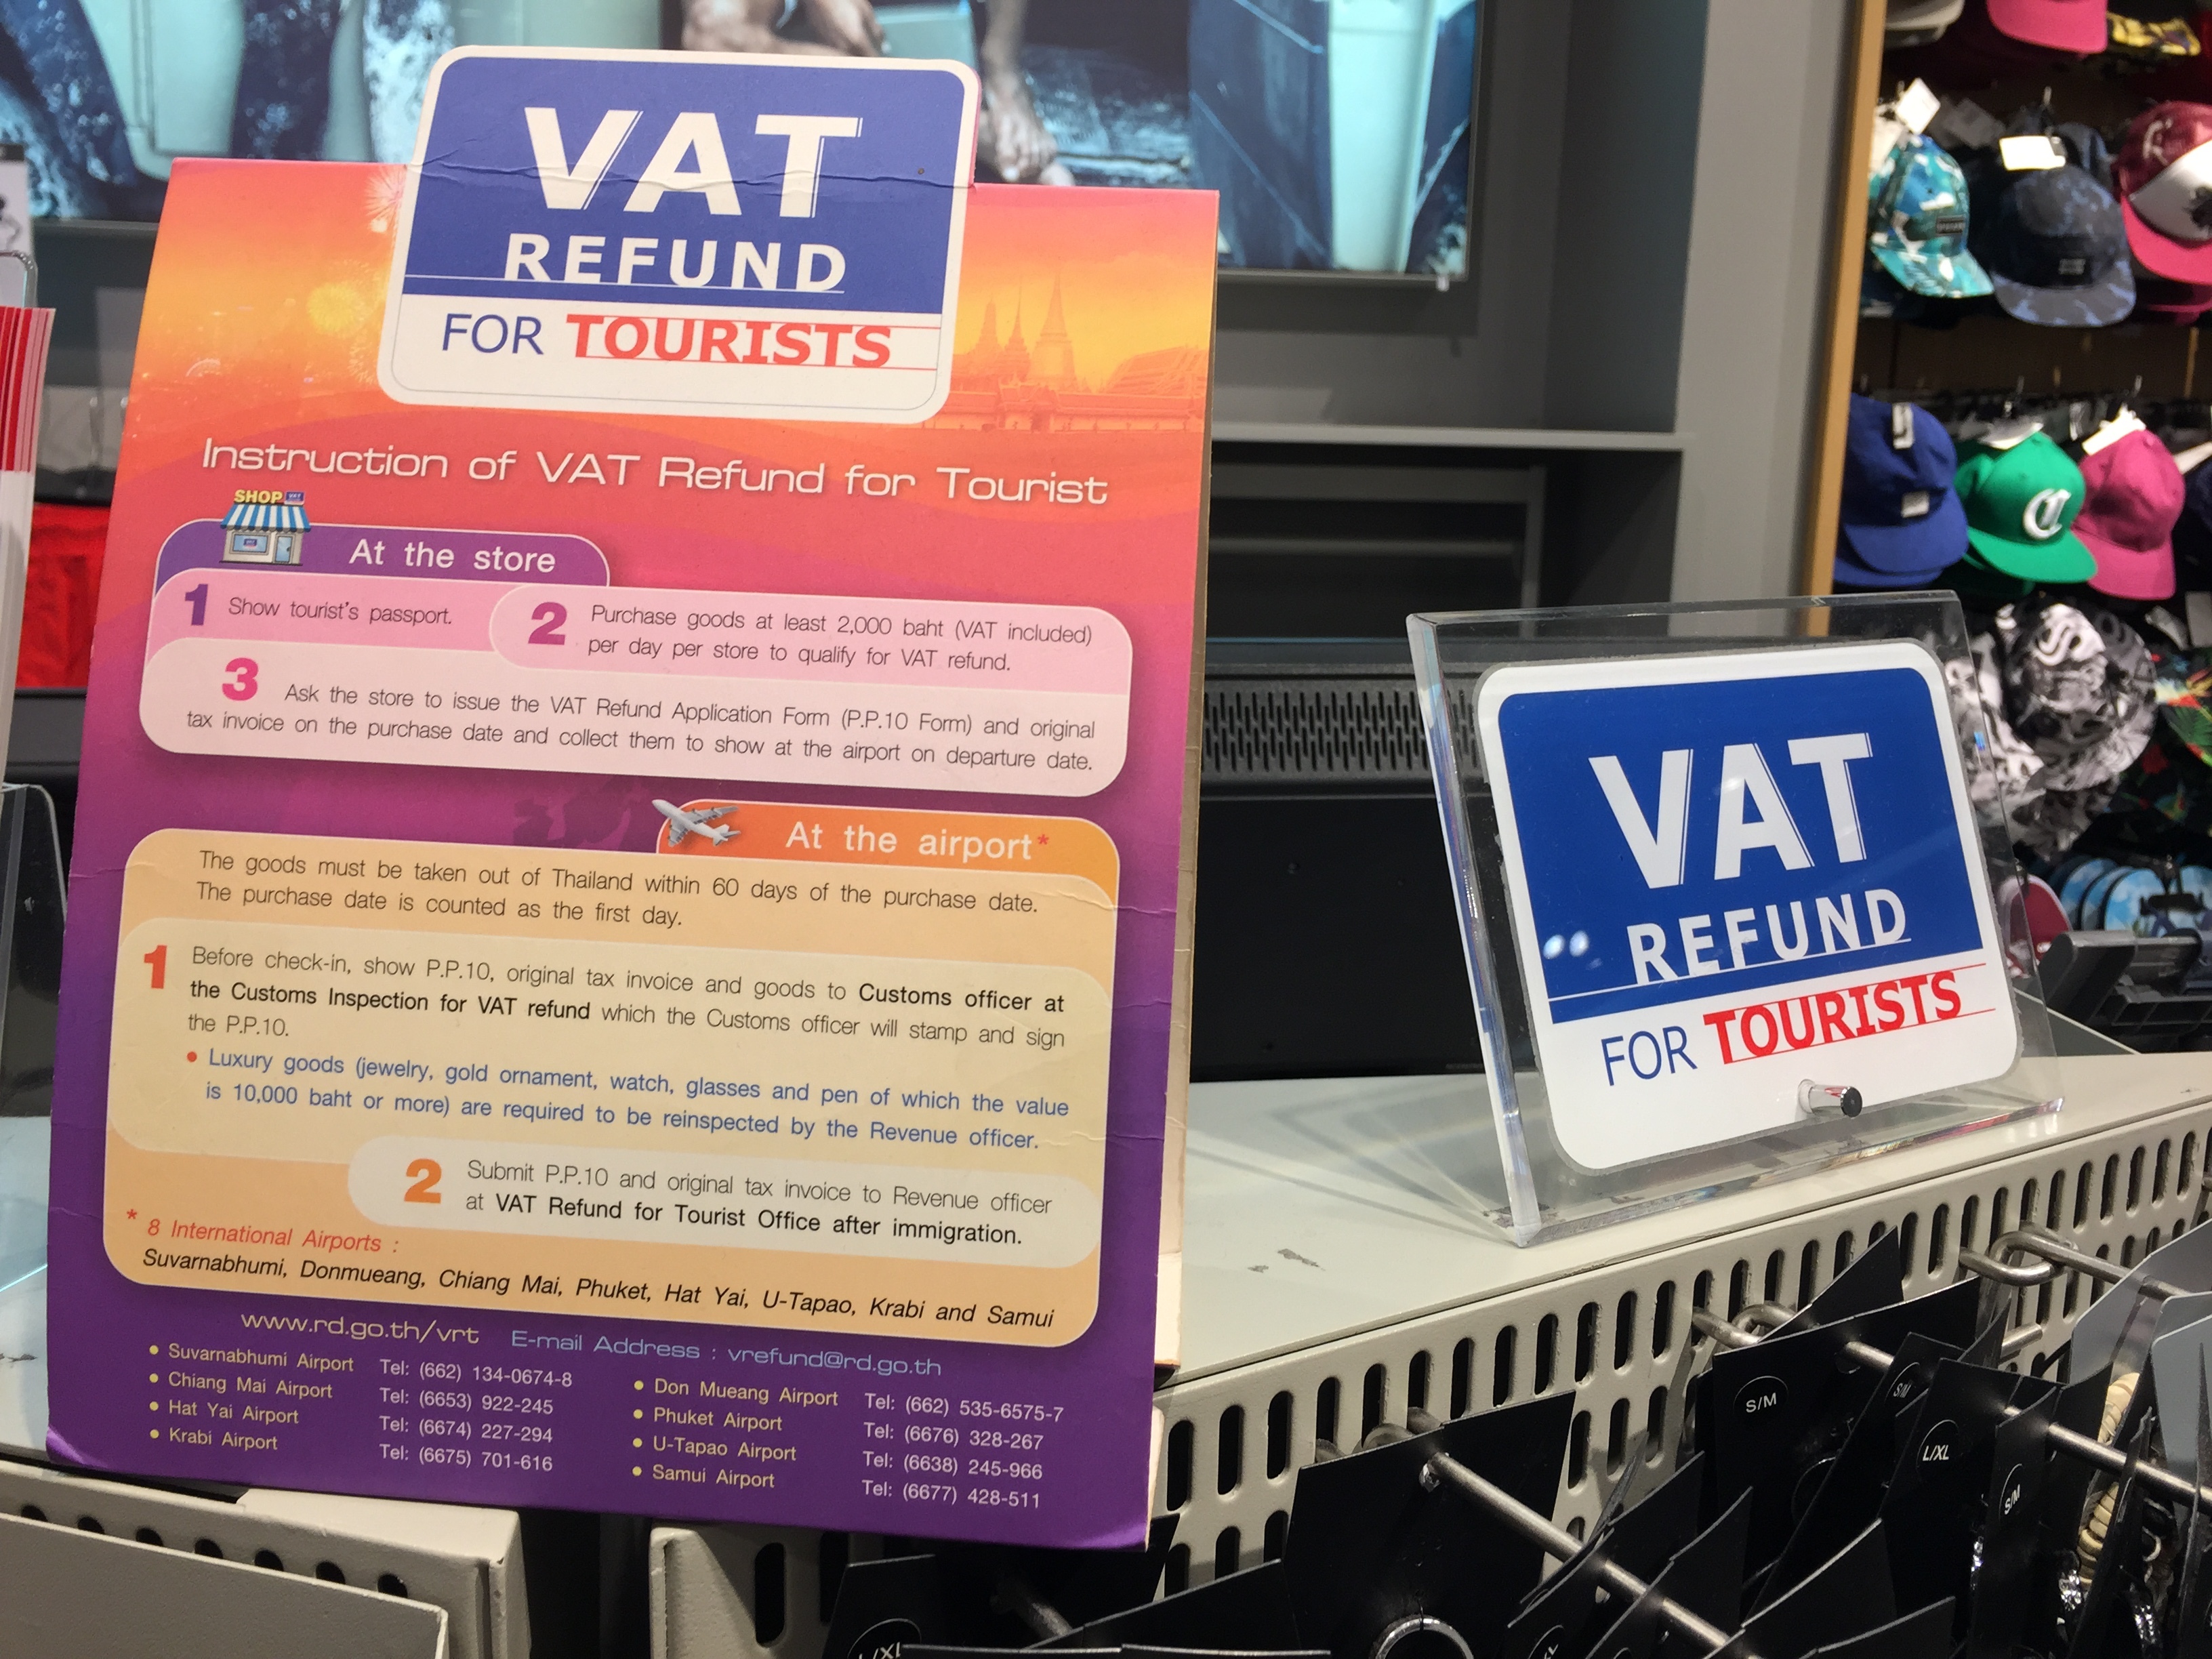 VAT
REFUND
FOR TOURISTS
Instruction of VAT Refund for Tourist
SHOP VAT
At the store
1 Show tourist's passport.
2 Purchase goods at least 2,000 baht (VAT included)
per day per store to qualify for VAT refund.
3 Ask the store to issue the VAT Refund Application Form (P.P.10 Form) and original
tax invoice on the purchase date and collect them to show at the airport on departure date.
At the airport*
The goods must be taken out of Thailand within 60 days of the purchase date.
The purchase date is counted as the first day.
1 Before check-in, show P.P.10, original tax invoice and goods to Customs officer at
the Customs Inspection for VAT refund which the Customs officer will stamp and sign
the P.P.10.
• Luxury goods (jewelry, gold ornament, watch, glasses and pen of which the value
is 10,000 baht or more) are required to be reinspected by the Revenue officer.
2 Submit P.P.10 and original tax invoice to Revenue officer
at VAT Refund for Tourist Office after immigration.
* 8 International Airports :
Suvarnabhumi, Donmueang, Chiang Mai, Phuket, Hat Yai, U-Tapao, Krabi and Samui
www.rd.go.th/vrt E-mail Address : vrefund@rd.go.th
• Suvarnabhumi Airport Tel: (662) 134-0674-8
• Chiang Mai Airport Tel: (6653) 922-245
• Hat Yai Airport Tel: (6674) 227-294
• Krabi Airport Tel: (6675) 701-616
• Don Mueang Airport Tel: (662) 535-6575-7
• Phuket Airport Tel: (6676) 328-267
• U-Tapao Airport Tel: (6638) 245-966
• Samui Airport Tel: (6677) 428-511
VAT
REFUND
FOR TOURISTS
C
S/M
S/M
L/XL
S/M
L/XL